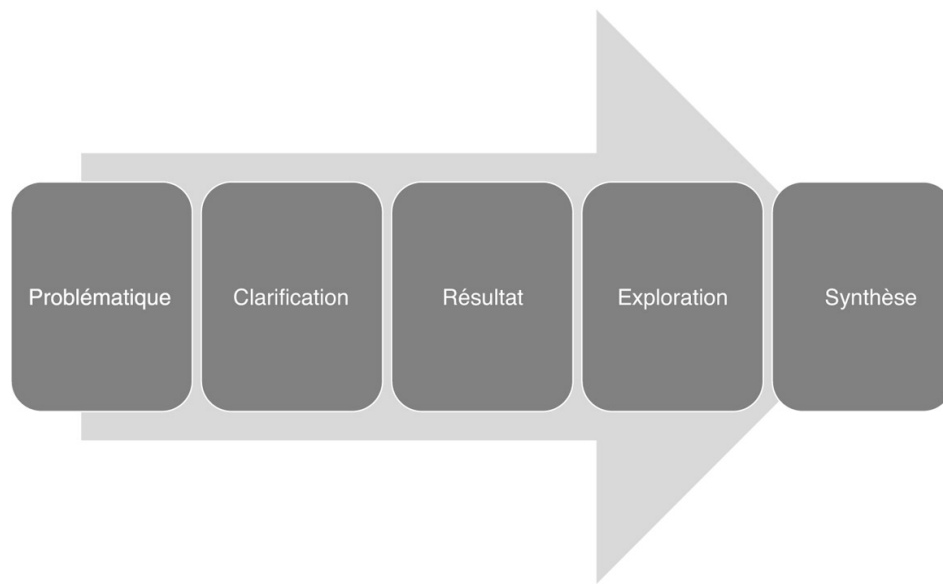 Problématique
Clarification
Résultat
Exploration
Synthèse